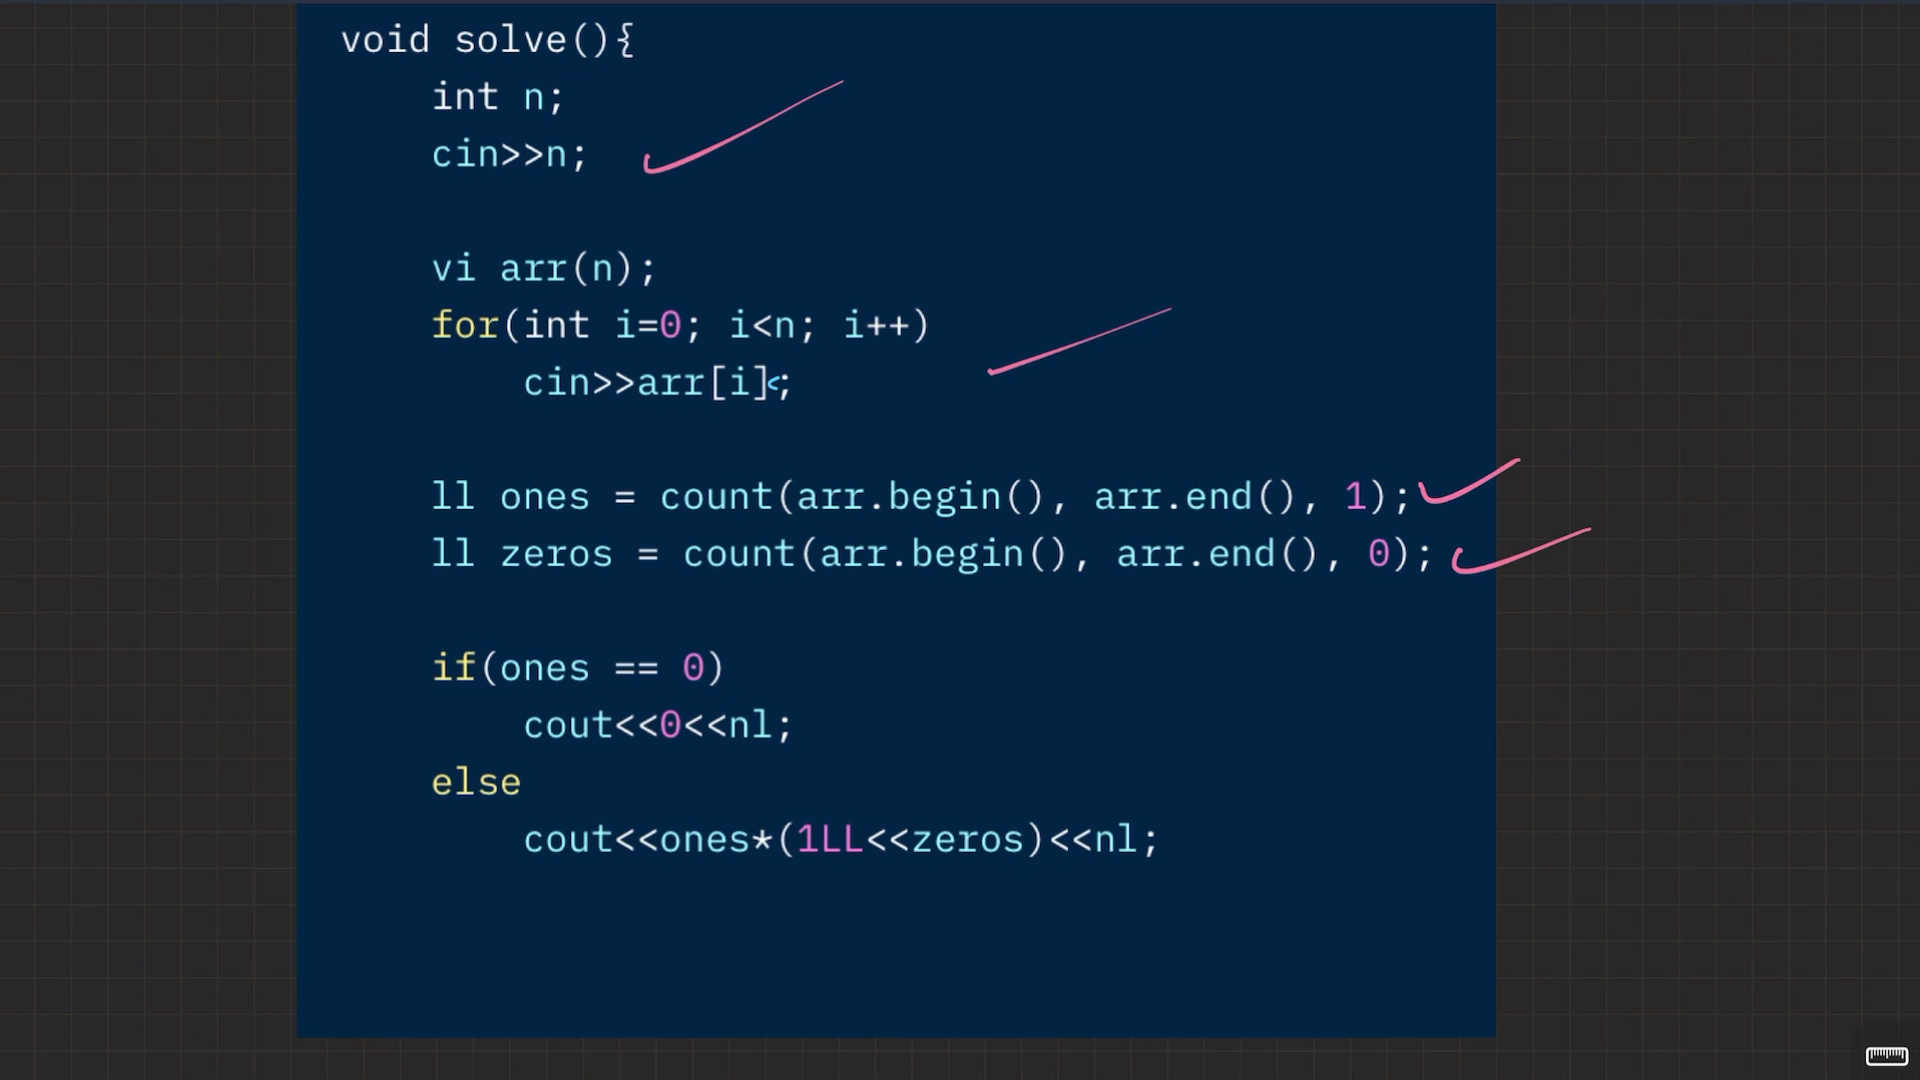 void solve(){
int n;
cin>>n;
vi arr(n);
for(int i=0; i<n; i++)
cin>>arr[i];
ll ones = count(arr.begin(), arr.end(), 1);
ll zeros = count(arr.begin(), arr.end(), 0);
if(ones == 0)
cout<<0<<nl;
else
cout<<ones*(1LL<<zeros)<<nl;